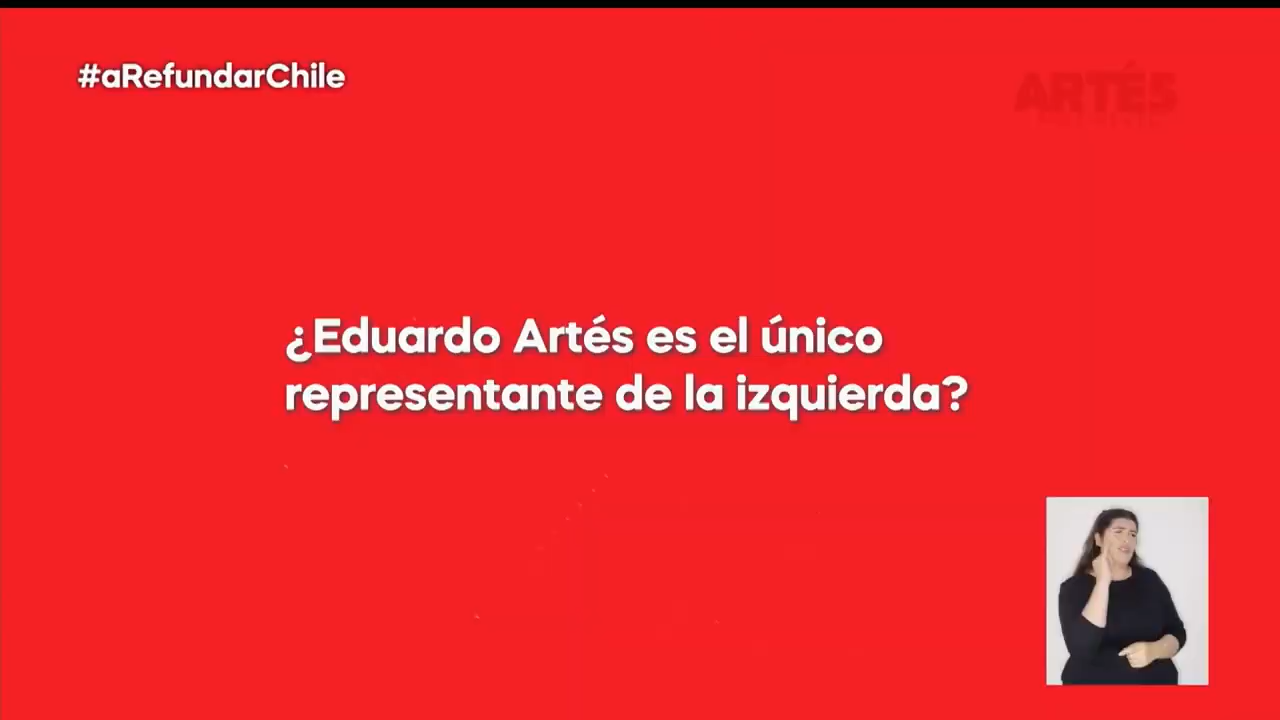 #aRefundarChile
ARTÉS
¿Eduardo Artés es el único
representante de la izquierda?